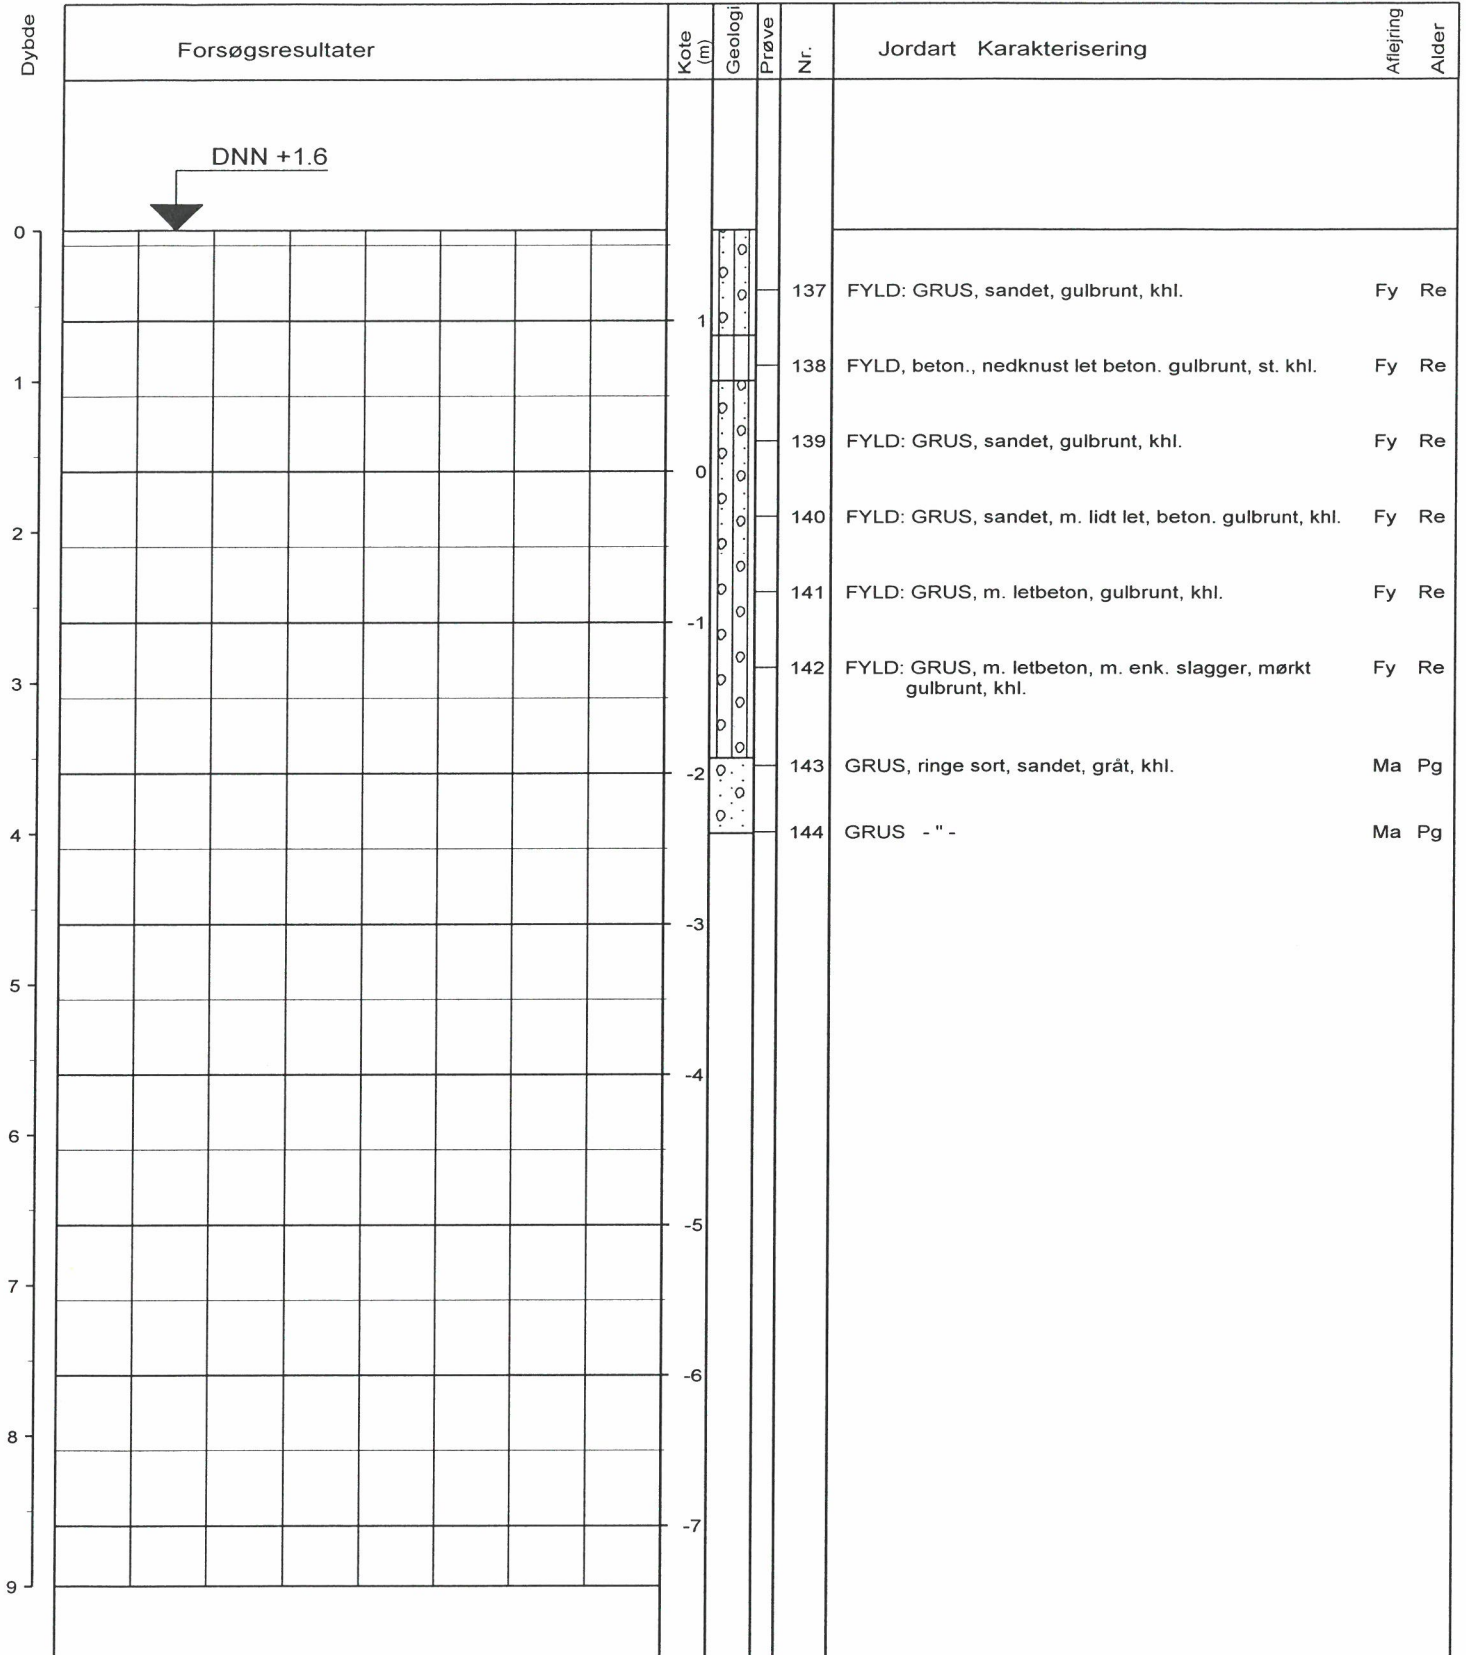 Dybde
Forsøgsresultater
Kote (m)
Geologi
Prøve
Nr.
Jordart Karakterisering
Aflejring
Alder
DNN +1.6
0
137 FYLD: GRUS, sandet, gulbrunt, khl. Fy Re
1
138 FYLD, beton., nedknust let beton. gulbrunt, st. khl. Fy Re
1
139 FYLD: GRUS, sandet, gulbrunt, khl. Fy Re
0
140 FYLD: GRUS, sandet, m. lidt let, beton. gulbrunt, khl. Fy Re
2
141 FYLD: GRUS, m. letbeton, gulbrunt, khl. Fy Re
-1
142 FYLD: GRUS, m. letbeton, m. enk. slagger, mørkt Fy Re
3
gulbrunt, khl.
143 GRUS, ringe sort, sandet, gråt, khl. Ma Pg
-2
4
144 GRUS - " - Ma Pg
-3
5
-4
6
-5
7
-6
8
-7
9